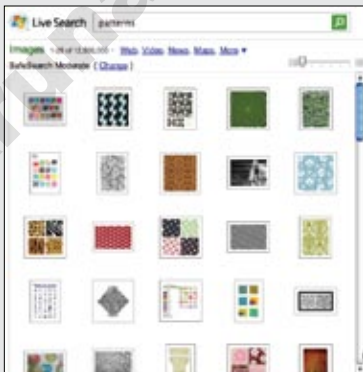 Live Search patterns
Images Web, Video, News, Maps, More ▾
SafeSearch Moderate (Change)